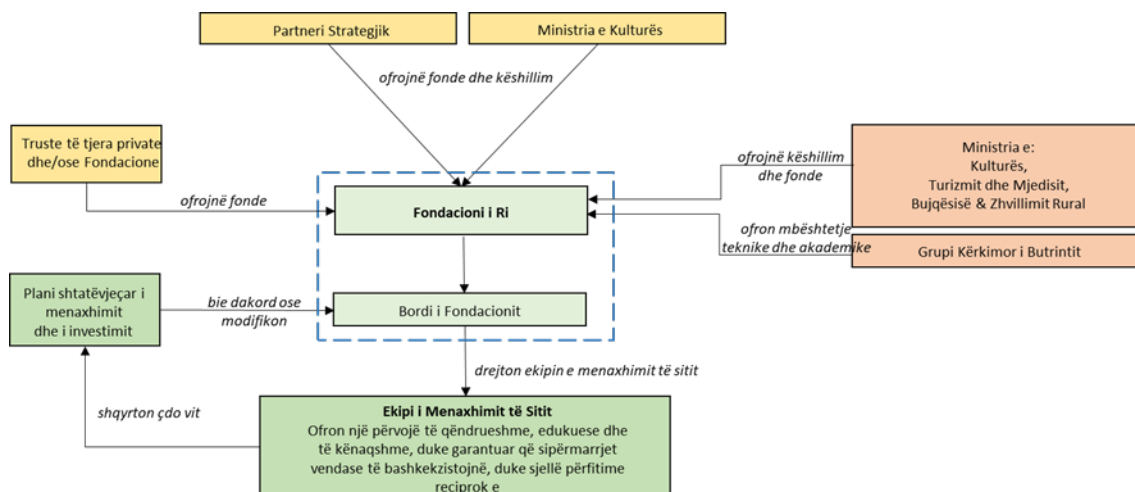 Partneri Strategjik
Ministria e Kulturës
ofrojnë fonde dhe këshillim
Truste të tjera private
dhe/ose Fondacione
ofrojnë fonde
Fondacioni i Ri
ofrojnë këshillim
dhe fonde
Ministria e:
Kulturës,
Turizmit dhe Mjedisit,
Bujqësisë & Zhvillimit Rural
ofron mbështetje
teknike dhe akademike
Grupi Kërkimor i Butrintit
Plani shtatëvjeçar i
menaxhimit
dhe i investimit
bie dakord ose
modifikon
Bordi i Fondacionit
drejton ekipin e menaxhimit të sitit
shqyrton çdo vit
Ekipi i Menaxhimit të Sitit
Ofron një përvojë të qëndrueshme, edukuese dhe
të kënaqshme, duke garantuar që sipërmarrjet
vendase të bashkekzistojnë, duke sjellë përfitime
reciprok e